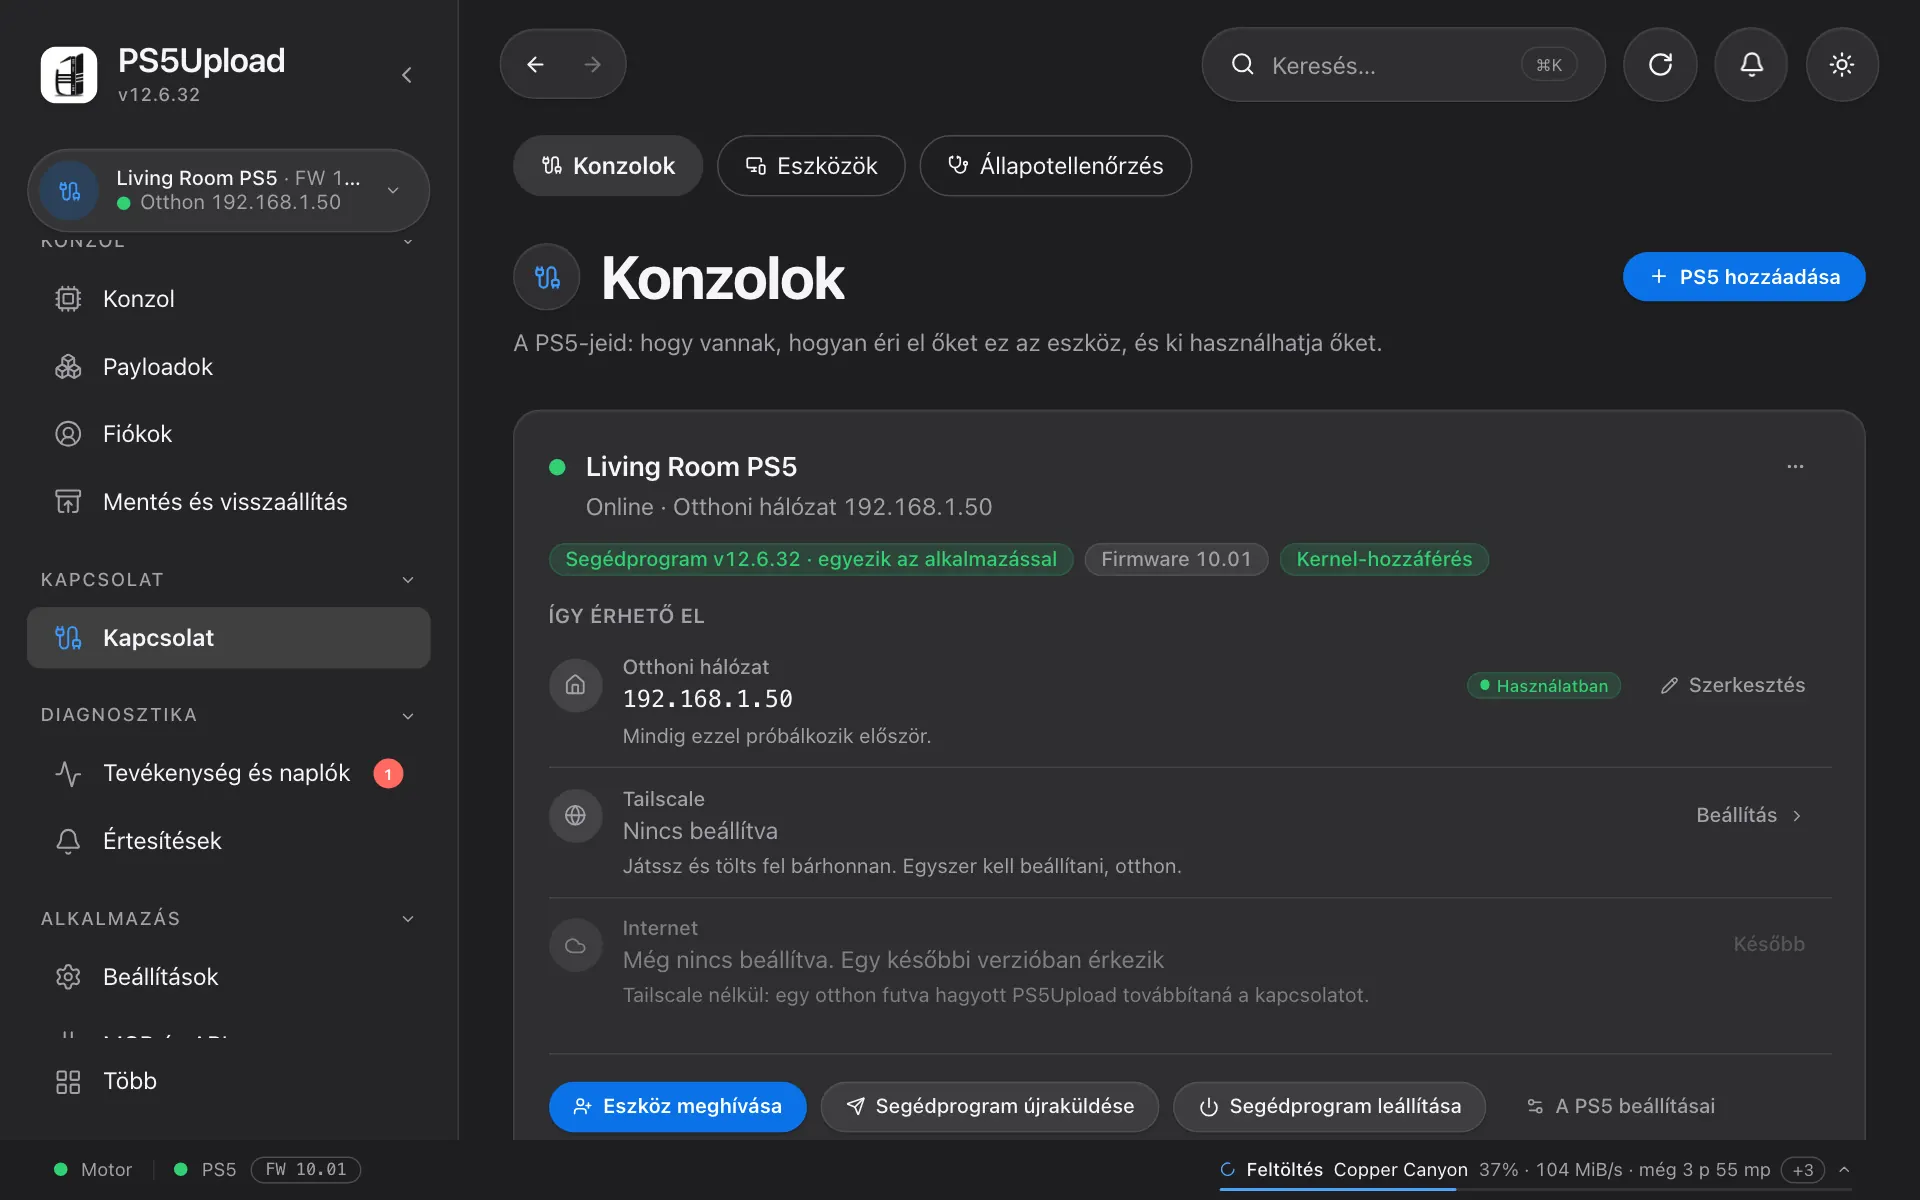 PS5Upload
v12.6.32
Living Room PS5 · FW 1...
Otthon 192.168.1.50
KONZOL
Konzol
Payloadok
Fiókok
Mentés és visszaállítás
KAPCSOLAT
Kapcsolat
DIAGNOSZTIKA
Tevékenység és naplók 1
Értesítések
ALKALMAZÁS
Beállítások
Több
Keresés... ⌘K
Konzolok Eszközök Állapotellenőrzés
Konzolok
PS5 hozzáadása
A PS5-jeid: hogy vannak, hogyan éri el őket ez az eszköz, és ki használhatja őket.
Living Room PS5
Online · Otthoni hálózat 192.168.1.50
Segédprogram v12.6.32 · egyezik az alkalmazással Firmware 10.01 Kernel-hozzáférés
ÍGY ÉRHETŐ EL
Otthoni hálózat
192.168.1.50
Mindig ezzel próbálkozik először.
Használatban Szerkesztés
Tailscale
Nincs beállítva
Játssz és tölts fel bárhonnan. Egyszer kell beállítani, otthon.
Beállítás
Internet
Még nincs beállítva. Egy későbbi verzióban érkezik
Tailscale nélkül: egy otthon futva hagyott PS5Upload továbbítaná a kapcsolatot.
Később
Eszköz meghívása Segédprogram újraküldése Segédprogram leállítása A PS5 beállításai
Motor PS5 FW 10.01
Feltöltés Copper Canyon 37% · 104 MiB/s · még 3 p 55 mp +3